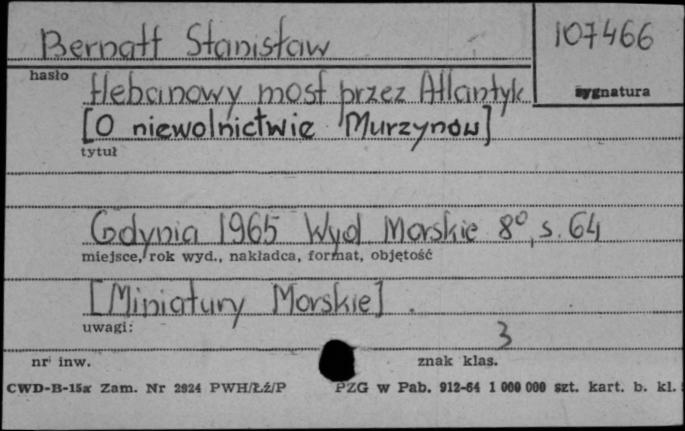 Bernatt Stanisław
107466
hasło
sygnatura
Hebanowy most przez Atlantyk
[O niewolnictwie Murzynów]
tytuł
Gdynia 1965 Wyd. Morskie 8°, s. 64
miejsce, rok wyd., nakładca, format, objętość
[Miniatury Morskie].
uwagi:
3
nr inw.
znak klas.
CWD-B-15a Zam. Nr 2924 PWH/Łź/P PZG w Pab. 912-64 1 000 000 szt. kart. b. kl.